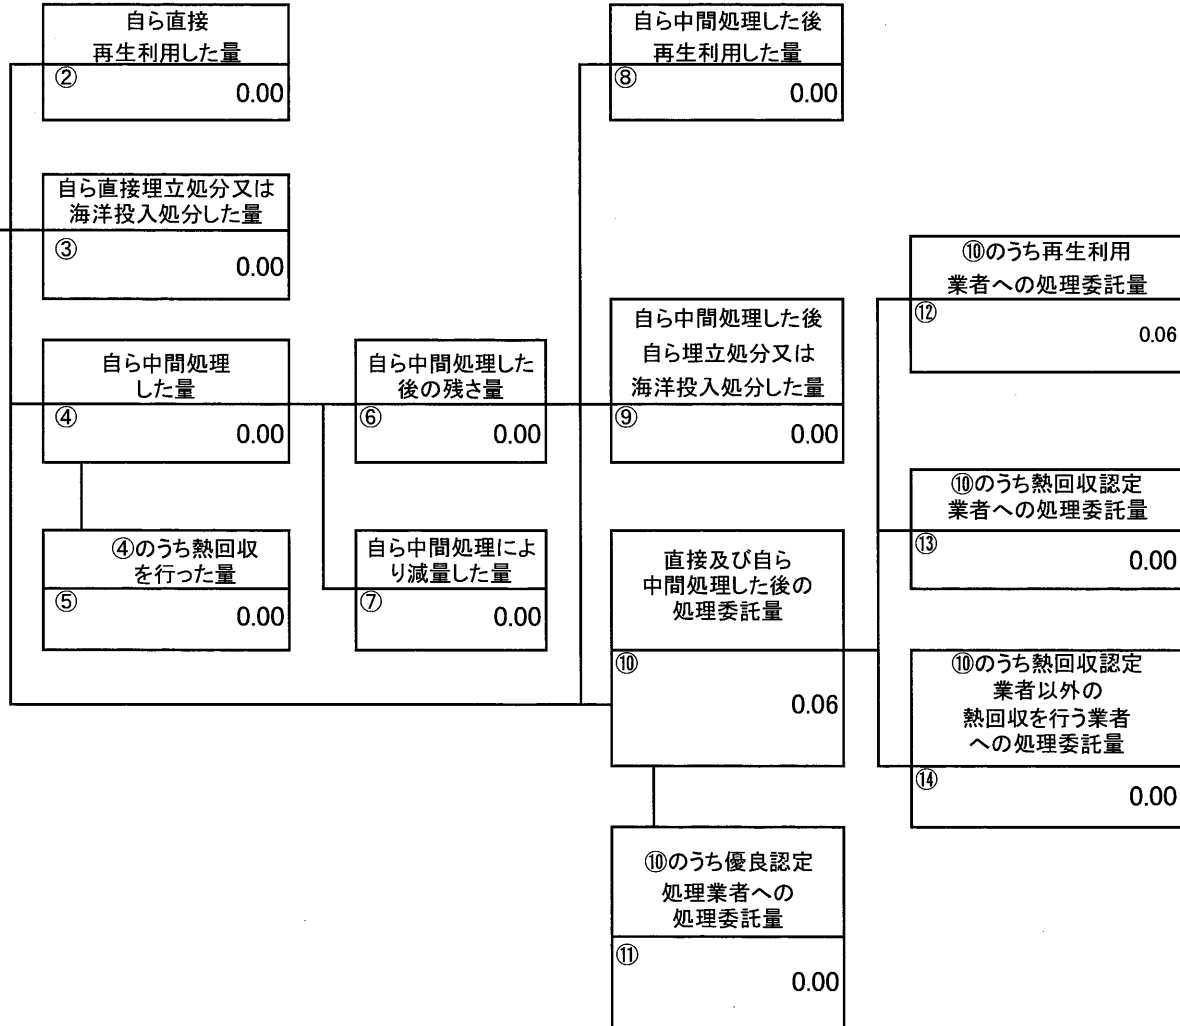 自ら直接
再生利用した量
②
0.00
自ら直接埋立処分又は
海洋投入処分した量
③
0.00
自ら中間処理
した量
④
0.00
④のうち熱回収
を行った量
⑤
0.00
自ら中間処理した
後の残さ量
⑥
0.00
自ら中間処理によ
り減量した量
⑦
0.00
自ら中間処理した後
再生利用した量
⑧
0.00
自ら中間処理した後
自ら埋立処分又は
海洋投入処分した量
⑨
0.00
直接及び自ら
中間処理した後の
処理委託量
⑩
0.06
⑩のうち優良認定
処理業者への
処理委託量
⑪
0.00
⑩のうち再生利用
業者への処理委託量
⑫
0.06
⑩のうち熱回収認定
業者への処理委託量
⑬
0.00
⑩のうち熱回収認定
業者以外の
熱回収を行う業者
への処理委託量
⑭
0.00